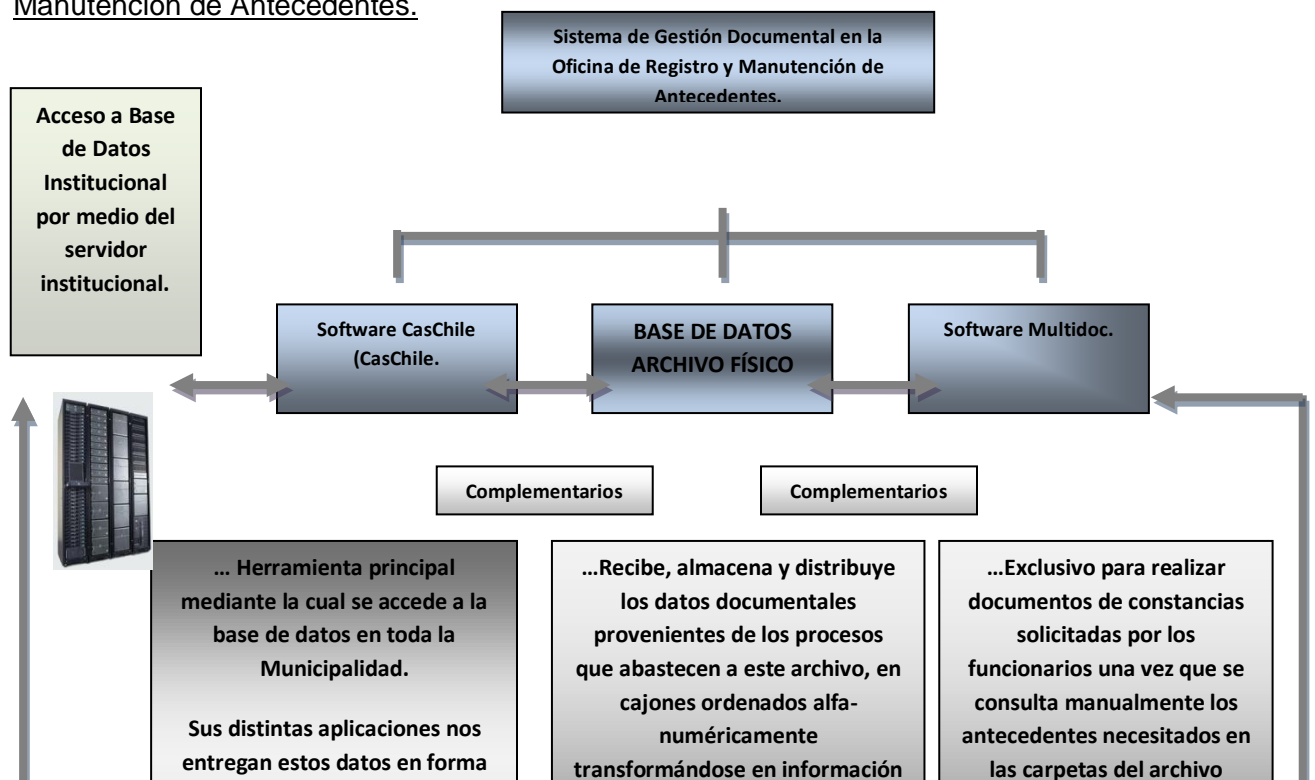 Manutención de Antecedentes.
Sistema de Gestión Documental en la
Oficina de Registro y Manutención de
Antecedentes.
Acceso a Base
de Datos
Institucional
por medio del
servidor
institucional.
Software CasChile
(CasChile.
BASE DE DATOS
ARCHIVO FÍSICO
Software Multidoc.
Complementarios
Complementarios
... Herramienta principal
mediante la cual se accede a la
base de datos en toda la
Municipalidad.
Sus distintas aplicaciones nos
entregan estos datos en forma
...Recibe, almacena y distribuye
los datos documentales
provenientes de los procesos
que abastecen a este archivo, en
cajones ordenados alfa-
numéricamente
transformándose en información
...Exclusivo para realizar
documentos de constancias
solicitadas por los
funcionarios una vez que se
consulta manualmente los
antecedentes necesitados en
las carpetas del archivo